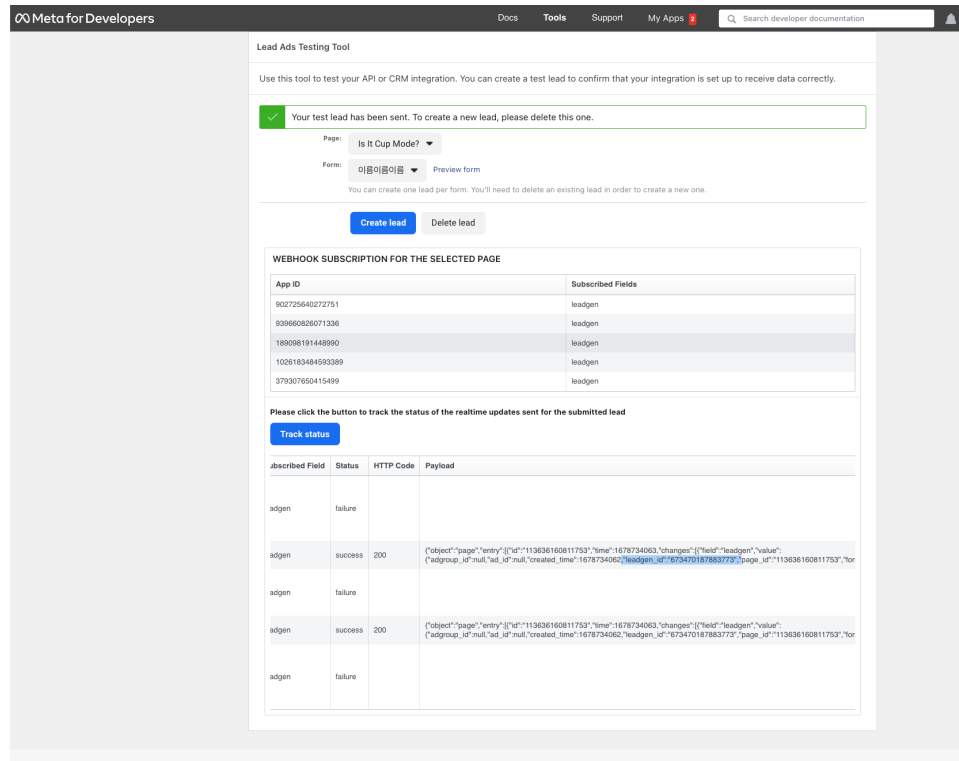 Meta for Developers
Docs Tools Support My Apps 2 Search developer documentation
Lead Ads Testing Tool
Use this tool to test your API or CRM integration. You can create a test lead to confirm that your integration is set up to receive data correctly.
Your test lead has been sent. To create a new lead, please delete this one.
Page: Is It Cup Mode?
Form: 이름이름이름 Preview form
You can create one lead per form. You'll need to delete an existing lead in order to create a new one.
Create lead Delete lead
WEBHOOK SUBSCRIPTION FOR THE SELECTED PAGE
App ID Subscribed Fields
902725640272751 leadgen
939660826071336 leadgen
189098191448990 leadgen
1026183484593389 leadgen
379307650415499 leadgen
Please click the button to track the status of the realtime updates sent for the submitted lead
Track status
ubscribed Field Status HTTP Code Payload
adgen failure
adgen success 200 {"object":"page","entry":[{"id":"113636160811753","time":1678734063,"changes":[{"field":"leadgen","value":
{"adgroup_id":null,"ad_id":null,"created_time":1678734062,"leadgen_id":"673470187883773","page_id":"113636160811753","for
adgen failure
adgen success 200 {"object":"page","entry":[{"id":"113636160811753","time":1678734063,"changes":[{"field":"leadgen","value":
{"adgroup_id":null,"ad_id":null,"created_time":1678734062,"leadgen_id":"673470187883773","page_id":"113636160811753","for
adgen failure